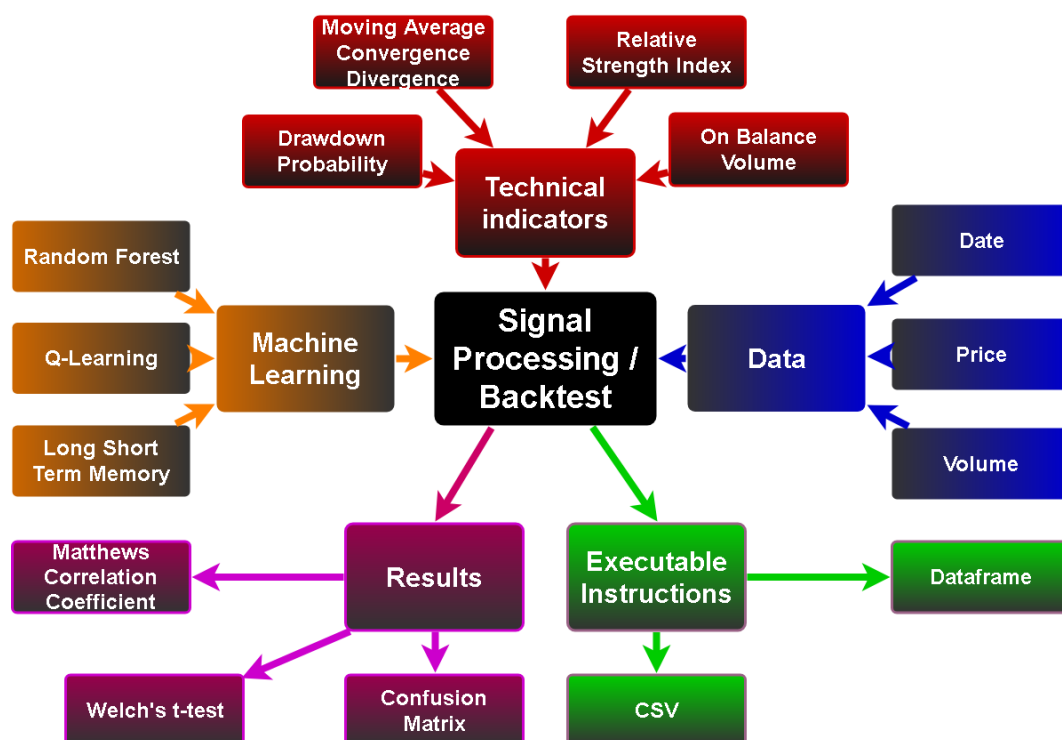 Moving Average
Convergence
Divergence
Relative
Strength Index
Drawdown
Probability
On Balance
Volume
Technical
indicators
Random Forest
Date
Q-Learning
Machine
Learning
Signal
Processing /
Backtest
Data
Price
Long Short
Term Memory
Volume
Matthews
Correlation
Coefficient
Results
Executable
Instructions
Dataframe
Welch's t-test
Confusion
Matrix
CSV